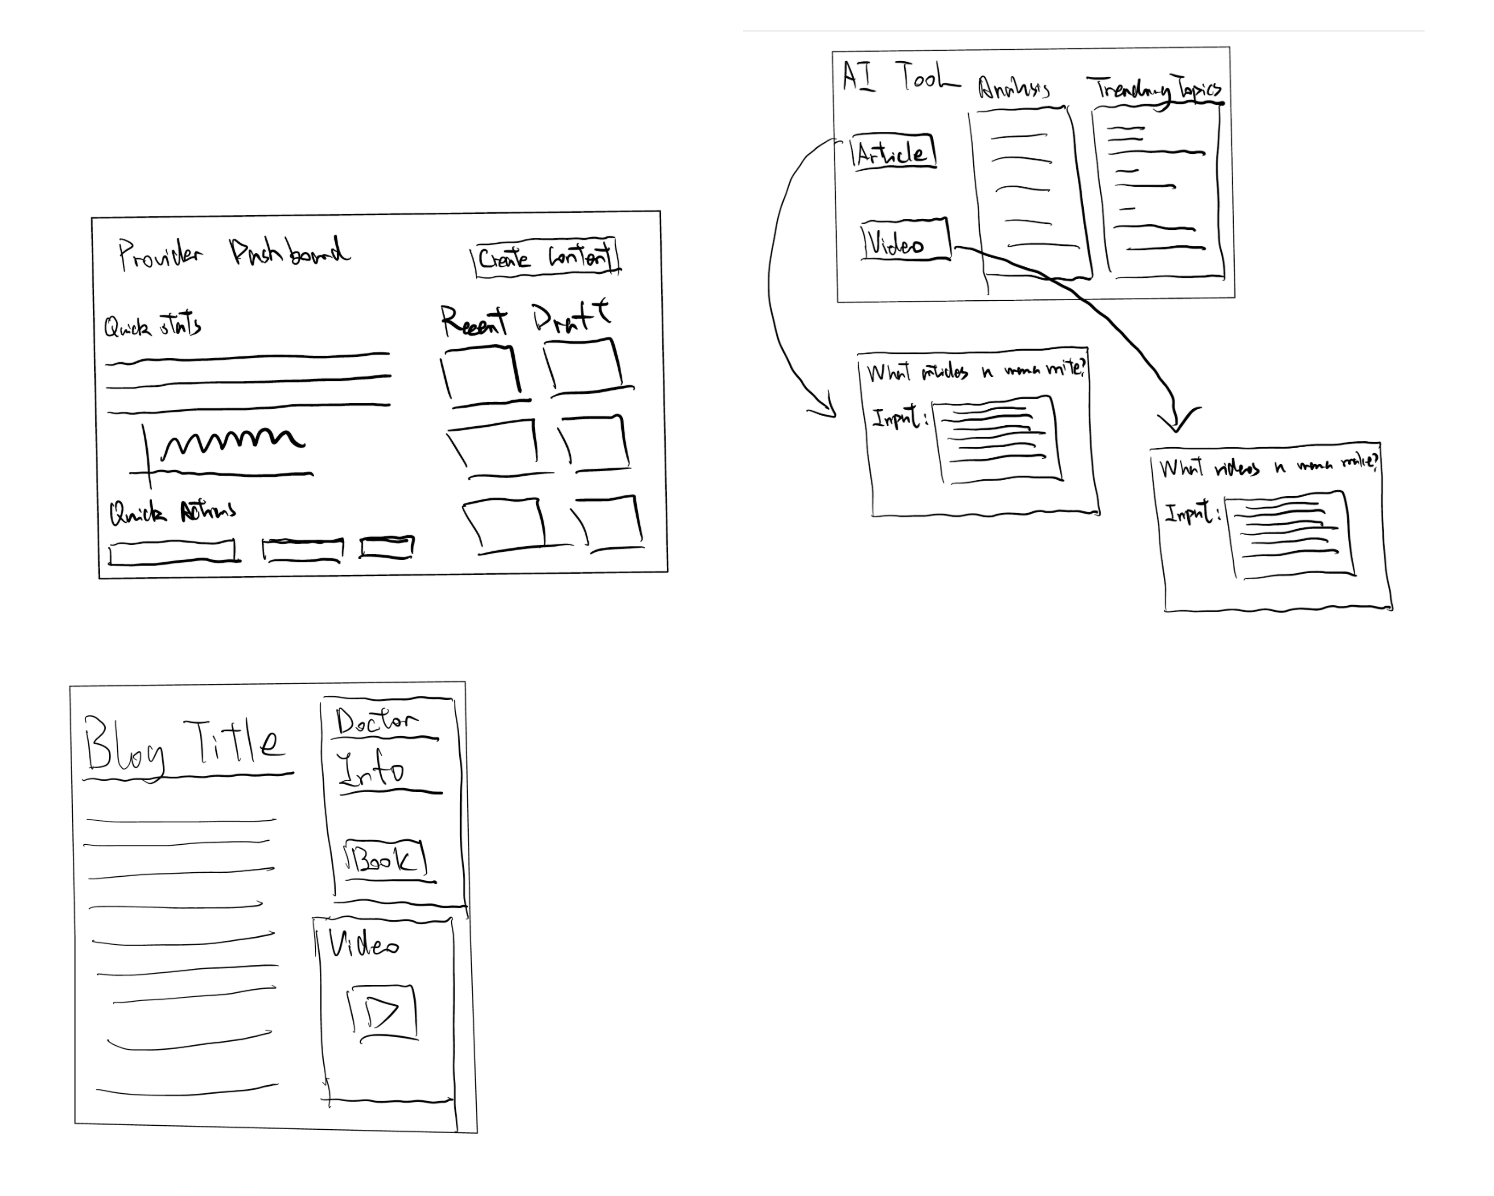 AI Tool
Analysis
Trending Topics
Article
Video
Provider Dashboard
Create Content
Quick stats
Recent
Draft
Quick Actions
What articles u wanna write?
Input:
What videos u wanna make?
Input:
Blog Title
Doctor
Info
Book
Video